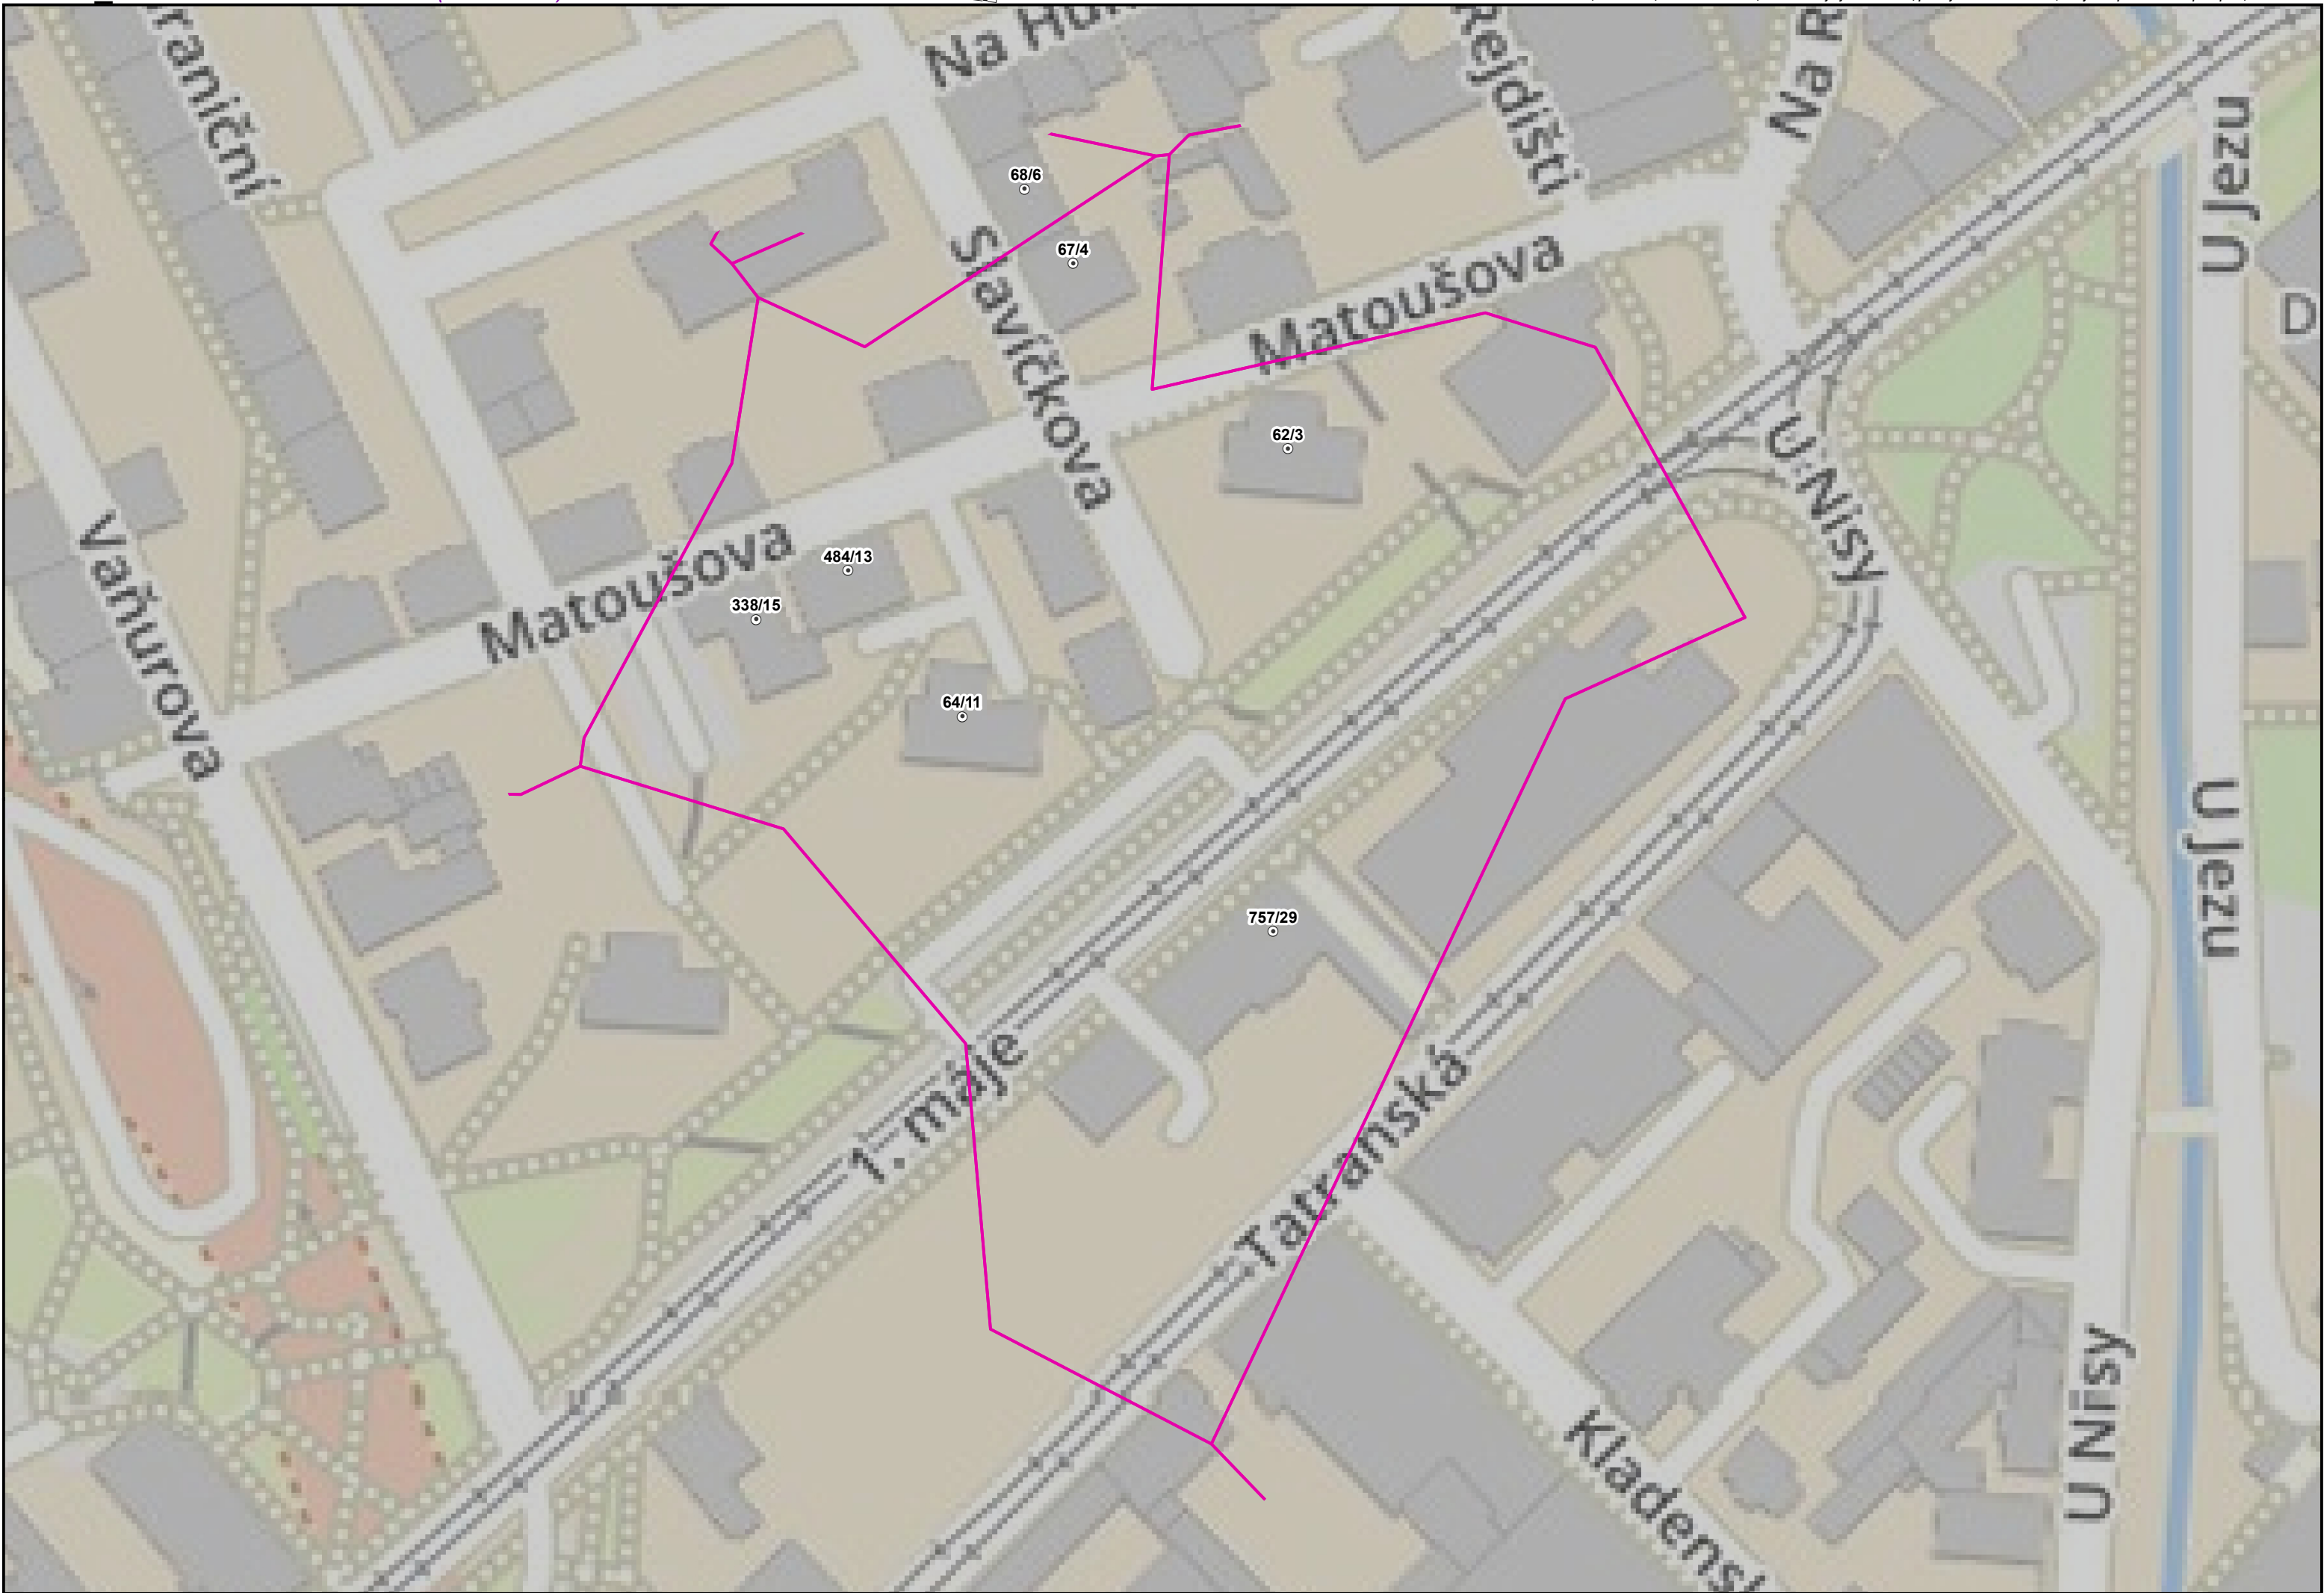 Na
Rejdišti
Na R
raniční
U Jezu
68/6
67/4
Slavíčkova
Matoušova
D
62/3
U Nisy
Vaňurova
Matoušova
484/13
338/15
64/11
U Jezu
757/29
1. máje
Tatranská
U Nisy
Kladensk